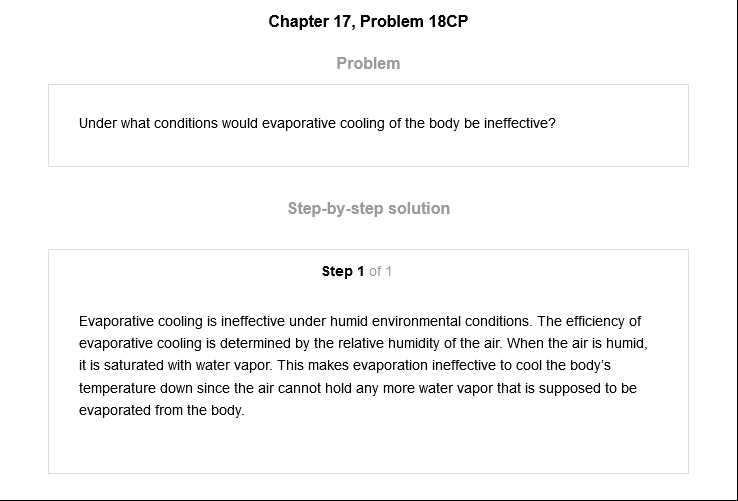 Chapter 17, Problem 18CP
Problem
Under what conditions would evaporative cooling of the body be ineffective?
Step-by-step solution
Step 1 of 1
Evaporative cooling is ineffective under humid environmental conditions. The efficiency of
evaporative cooling is determined by the relative humidity of the air. When the air is humid,
it is saturated with water vapor. This makes evaporation ineffective to cool the body’s
temperature down since the air cannot hold any more water vapor that is supposed to be
evaporated from the body.